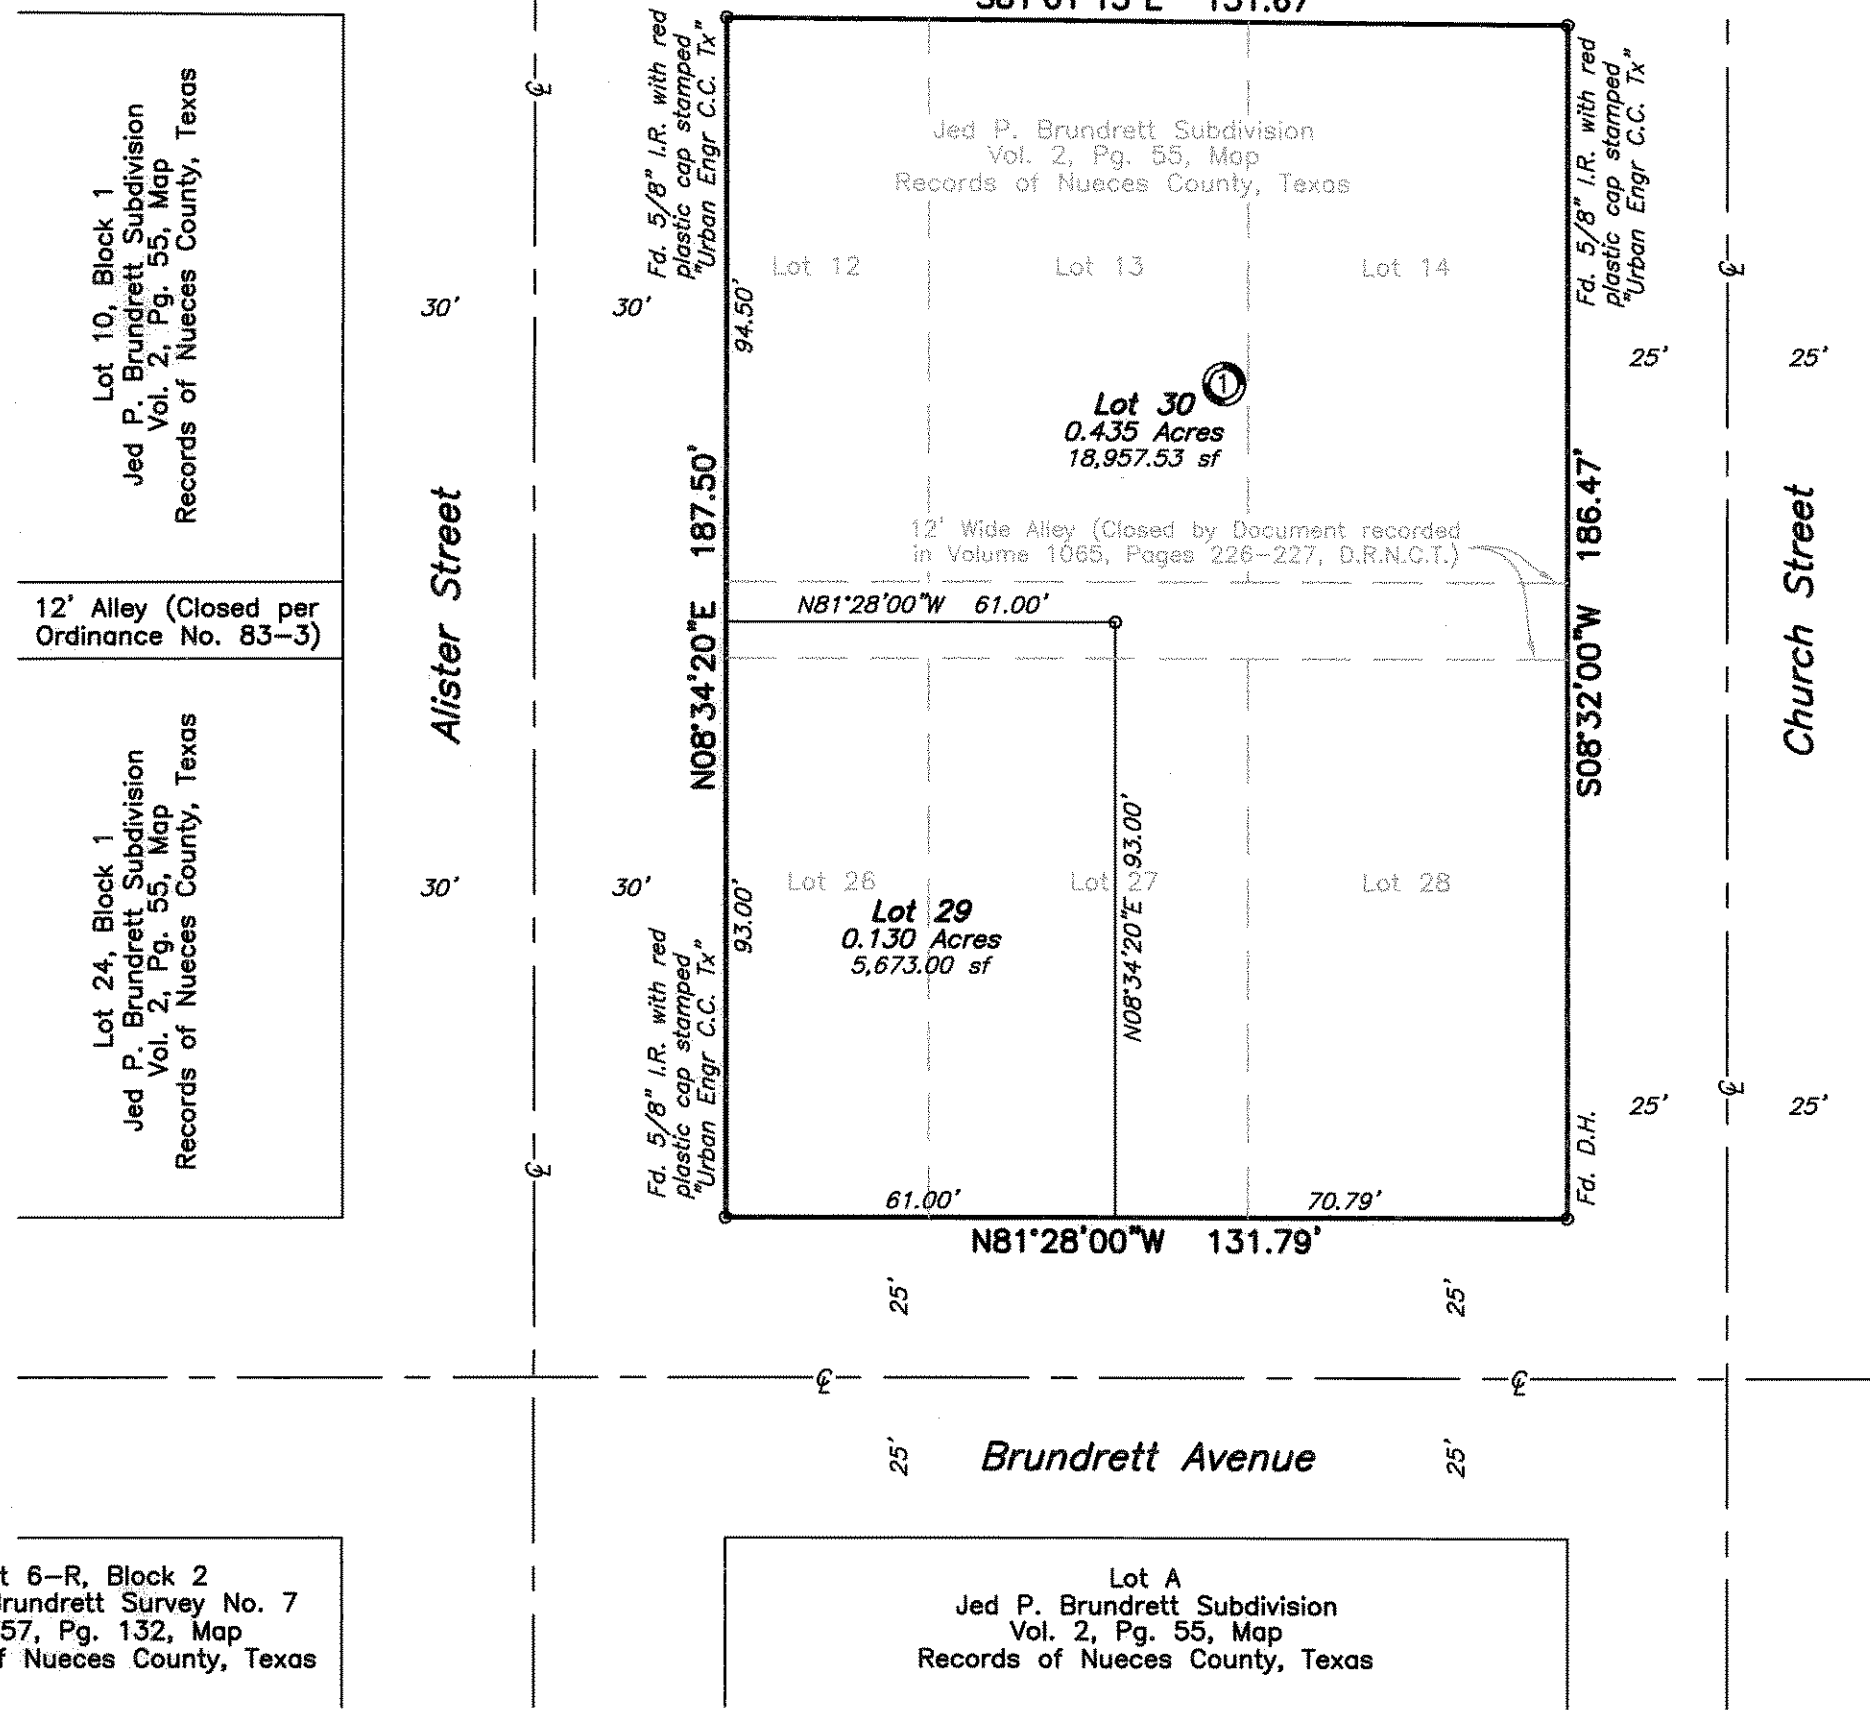 131.67'
Lot 10, Block 1
Jed P. Brundrett Subdivision
Vol. 2, Pg. 55, Map
Records of Nueces County, Texas
Fd. 5/8" I.R. with red
plastic cap stamped
"Urban Engr C.C. Tx"
Jed P. Brundrett Subdivision
Vol. 2, Pg. 55, Map
Records of Nueces County, Texas
Fd. 5/8" I.R. with red
plastic cap stamped
"Urban Engr C.C. Tx"
Lot 12
Lot 13
Lot 14
30'
30'
94.50'
25'
25'
1
Lot 30
0.435 Acres
18,957.53 sf
N08°34'20"E 187.50'
S08°32'00"W 186.47'
Alister Street
Church Street
12' Wide Alley (Closed by Document recorded
in Volume 1065, Pages 226-227, D.R.N.C.T.)
12' Alley (Closed per
Ordinance No. 83-3)
N81°28'00"W 61.00'
Lot 24, Block 1
Jed P. Brundrett Subdivision
Vol. 2, Pg. 55, Map
Records of Nueces County, Texas
30'
30'
93.00'
Lot 26
Lot 27
Lot 28
Lot 29
0.130 Acres
5,673.00 sf
N08°34'20"E 93.00'
Fd. 5/8" I.R. with red
plastic cap stamped
"Urban Engr C.C. Tx"
Fd. D.H.
25'
25'
61.00'
70.79'
N81°28'00"W 131.79'
25'
25'
25'
Brundrett Avenue
25'
t 6-R, Block 2
rundrett Survey No. 7
57, Pg. 132, Map
f Nueces County, Texas
Lot A
Jed P. Brundrett Subdivision
Vol. 2, Pg. 55, Map
Records of Nueces County, Texas